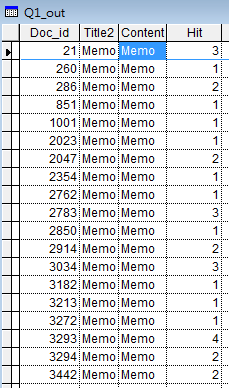 Q1_out
Doc_id Title2 Content Hit
21 Memo Memo 3
260 Memo Memo 1
286 Memo Memo 2
851 Memo Memo 1
1001 Memo Memo 1
2023 Memo Memo 1
2047 Memo Memo 2
2354 Memo Memo 1
2762 Memo Memo 1
2783 Memo Memo 3
2850 Memo Memo 1
2914 Memo Memo 2
3034 Memo Memo 3
3182 Memo Memo 1
3213 Memo Memo 1
3272 Memo Memo 1
3293 Memo Memo 4
3294 Memo Memo 2
3442 Memo Memo 2